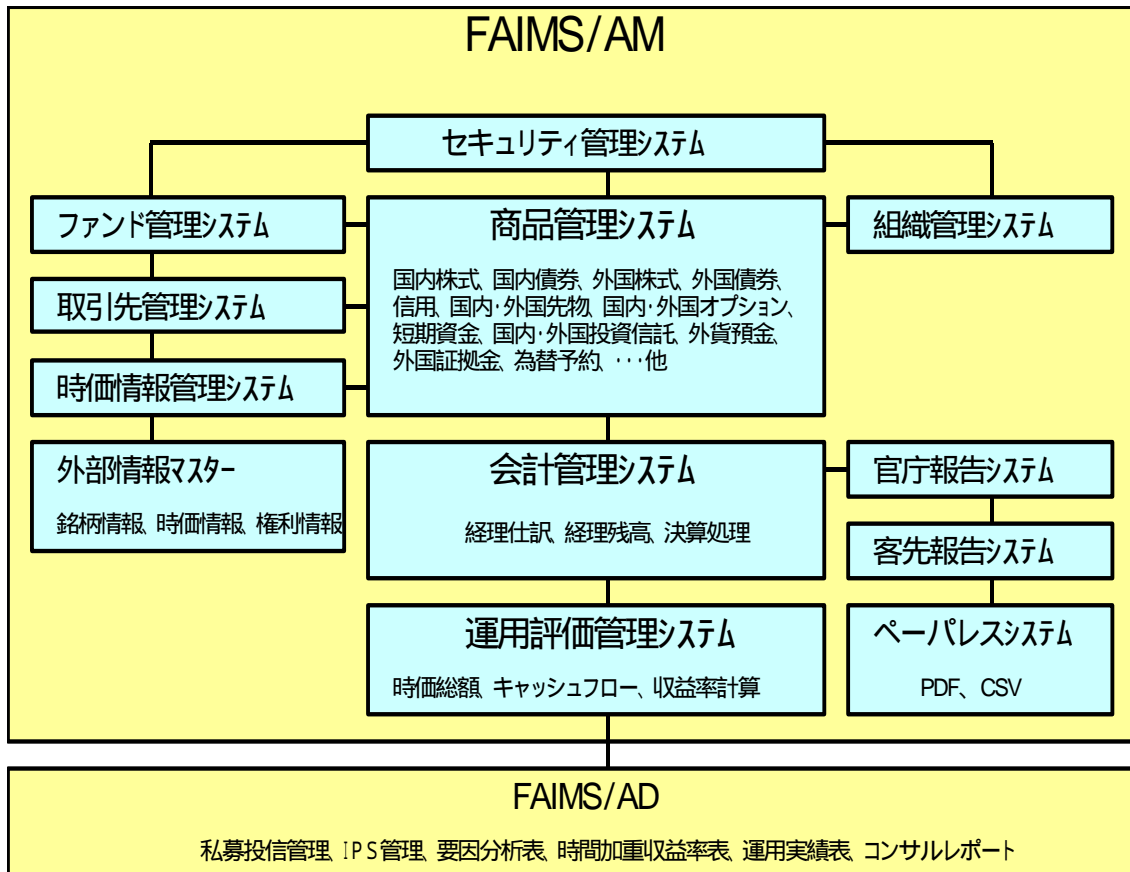 FAIMS/AM
セキュリティ管理システム
ファンド管理システム
商品管理システム
組織管理システム
国内株式、国内債券、外国株式、外国債券、
信用、国内・外国先物、国内・外国オプション、
短期資金、国内・外国投資信託、外貨預金、
外国証拠金、為替予約、・・・他
取引先管理システム
時価情報管理システム
外部情報マスター
銘柄情報、時価情報、権利情報
会計管理システム
経理仕訳、経理残高、決算処理
官庁報告システム
客先報告システム
運用評価管理システム
時価総額、キャッシュフロー、収益率計算
ペーパレスシステム
PDF、CSV
FAIMS/AD
私募投信管理、IPS管理、要因分析表、時間加重収益率表、運用実績表、コンサルレポート